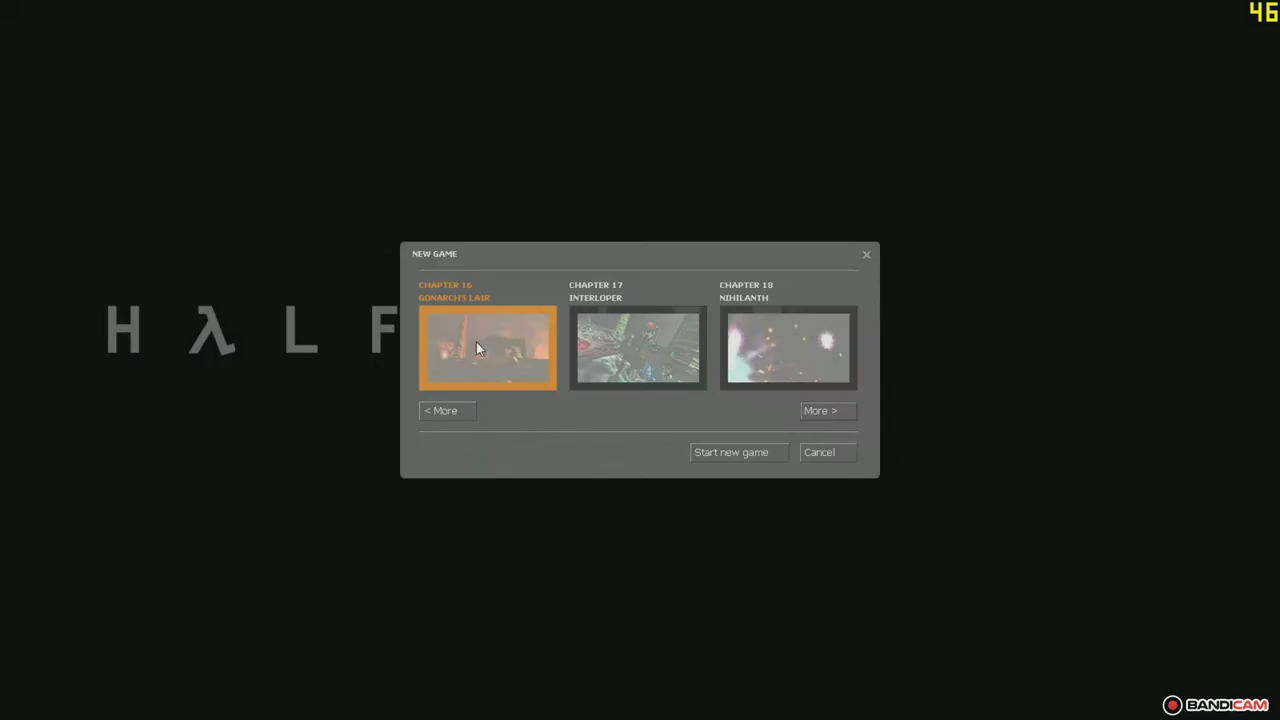 46
NEW GAME
CHAPTER 16
GONARCH'S LAIR
CHAPTER 17
INTERLOPER
CHAPTER 18
NIHILANTH
H λ L F
< More
More >
Start new game
Cancel
BANDICAM